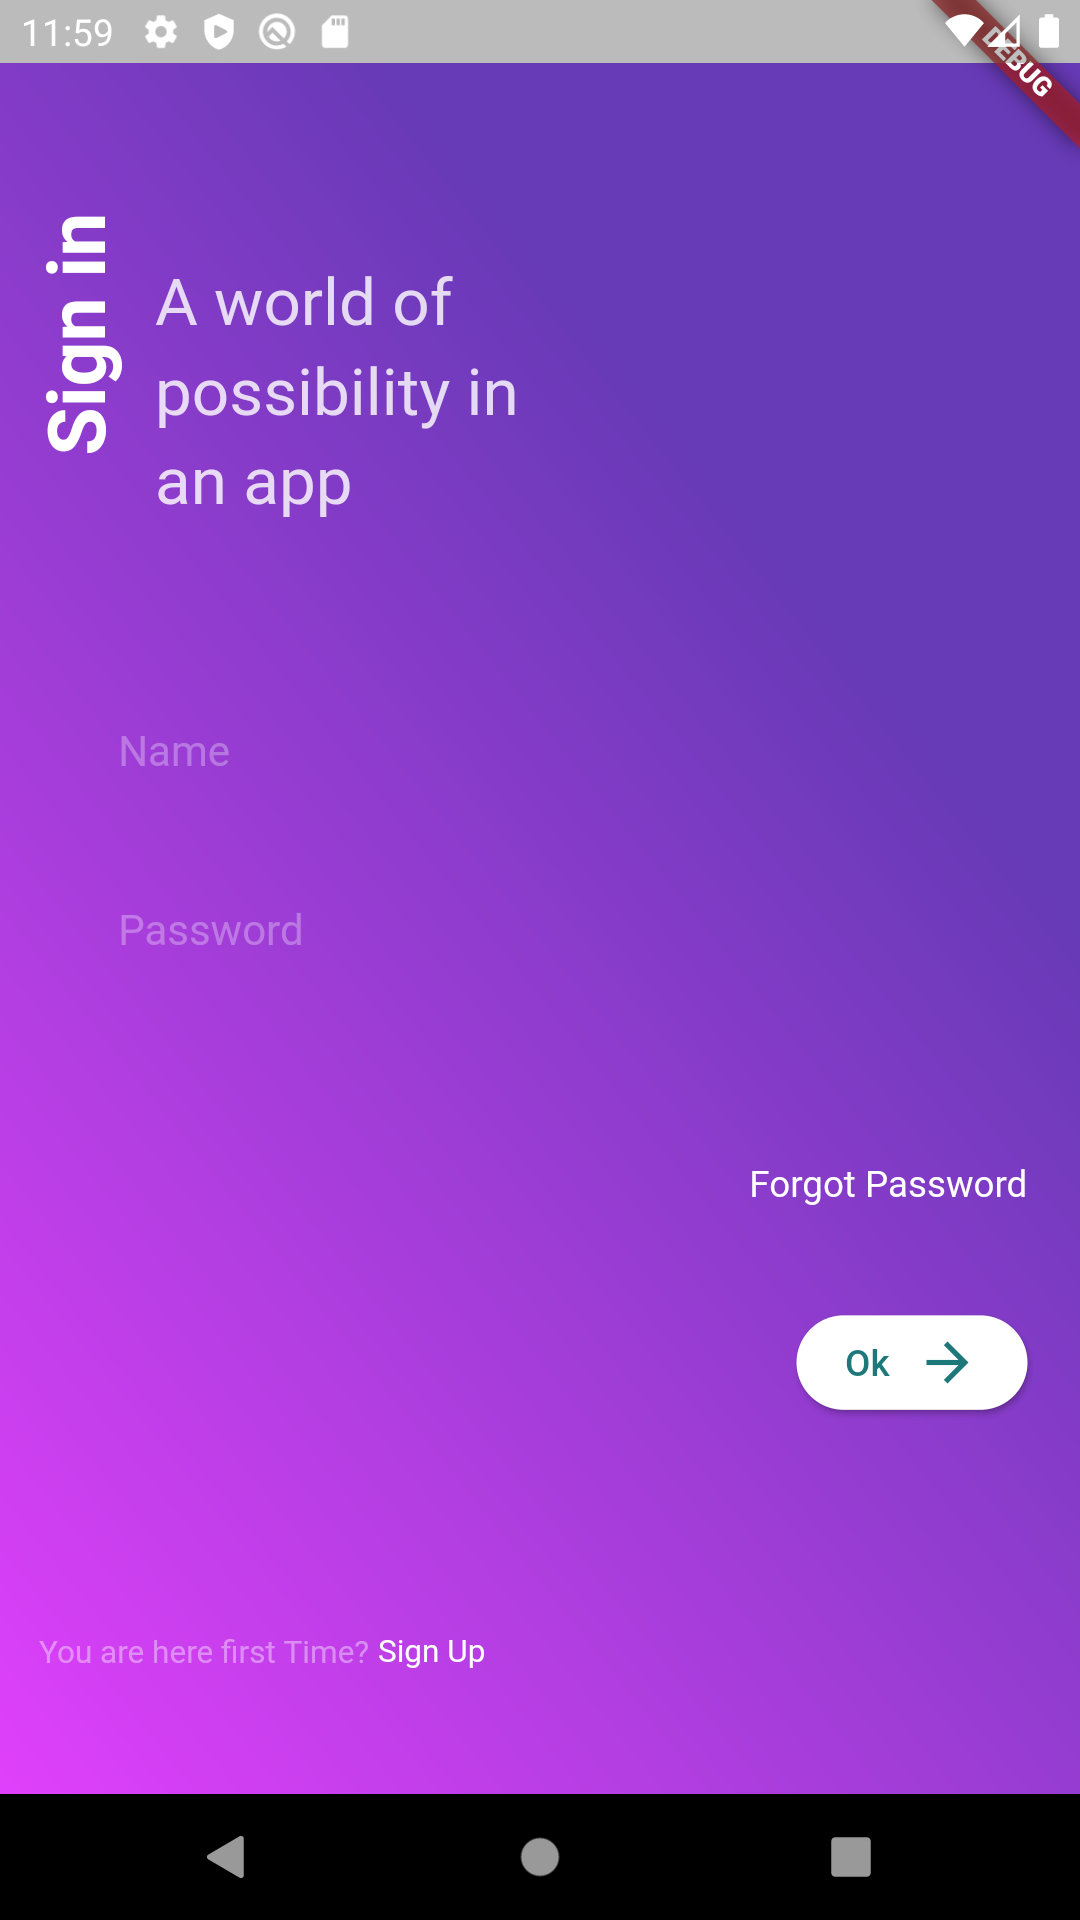 11:59
DEBUG
Sign in
A world of
possibility in
an app
Name
Password
Forgot Password
Ok
You are here first Time? Sign Up